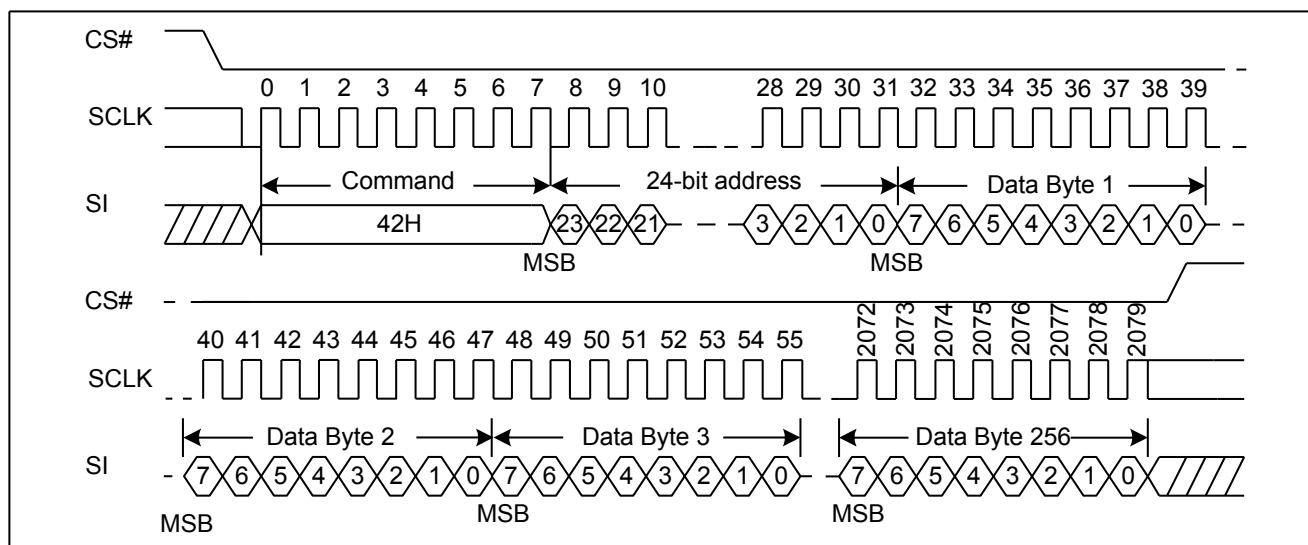 CS#
0 1 2 3 4 5 6 7 8 9 10 28 29 30 31 32 33 34 35 36 37 38 39
SCLK
Command 24-bit address Data Byte 1
SI
42H 23 22 21 3 2 1 0 7 6 5 4 3 2 1 0
MSB MSB
CS#
40 41 42 43 44 45 46 47 48 49 50 51 52 53 54 55 2072 2073 2074 2075 2076 2077 2078 2079
SCLK
Data Byte 2 Data Byte 3 Data Byte 256
SI
7 6 5 4 3 2 1 0 7 6 5 4 3 2 1 0 7 6 5 4 3 2 1 0
MSB MSB MSB